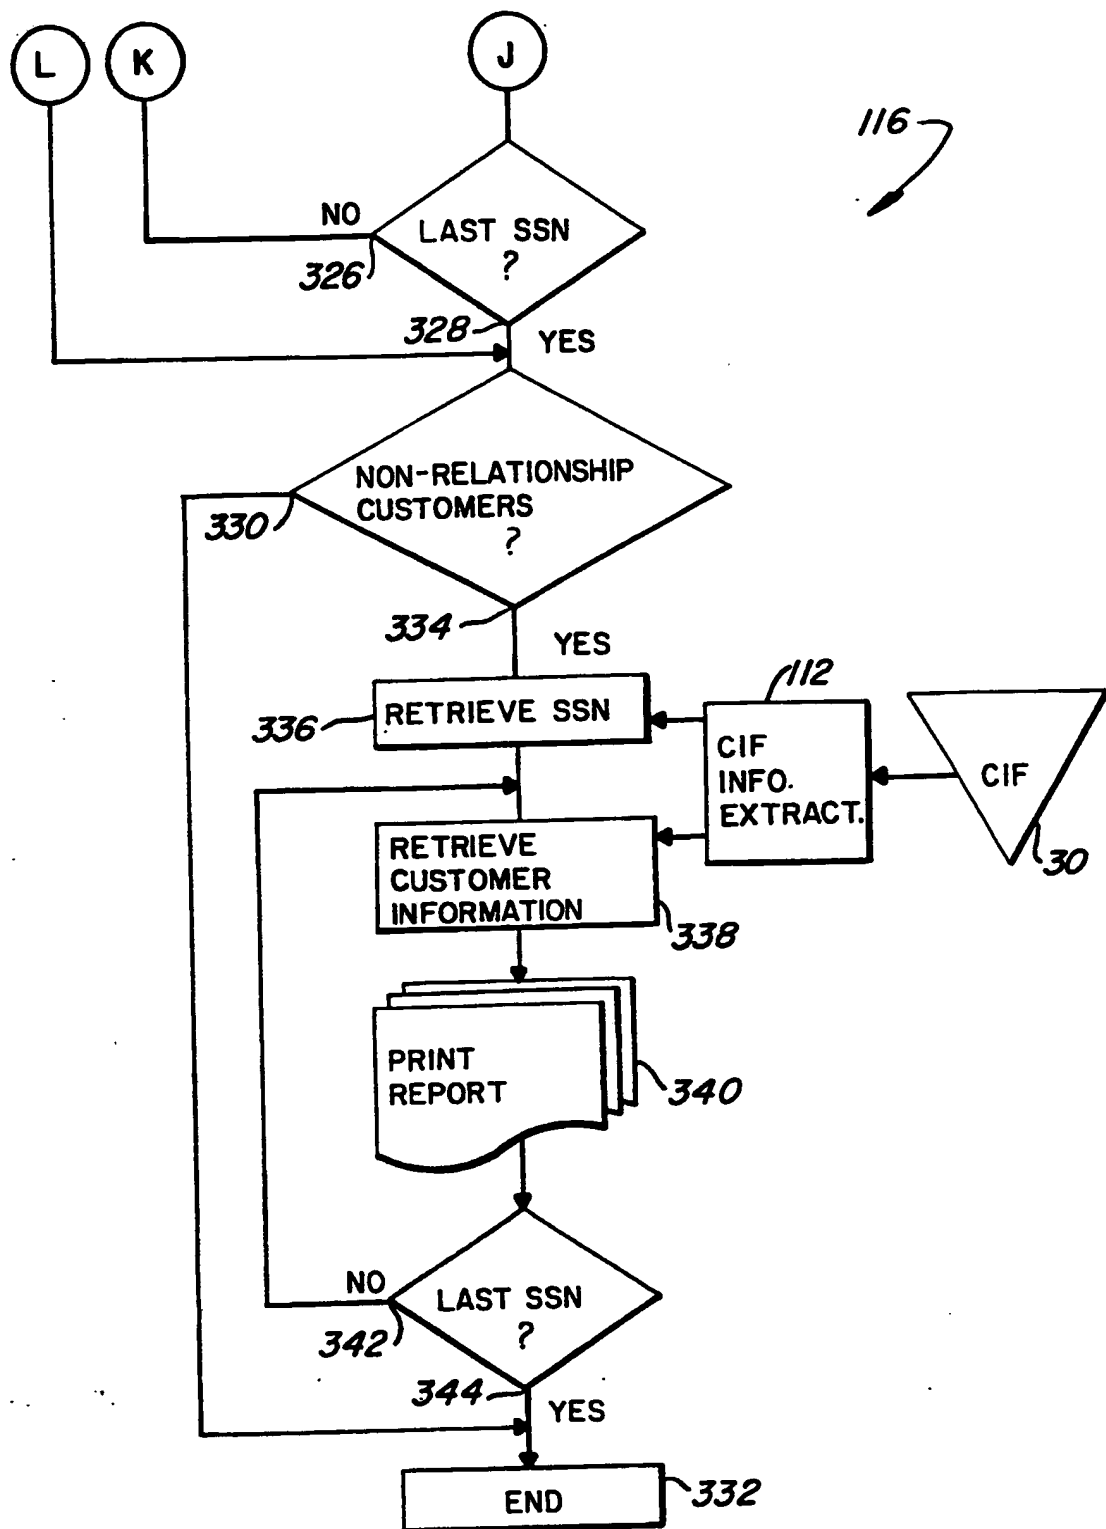 L
K
J
116
NO
LAST SSN
?
326
328
YES
NON-RELATIONSHIP
CUSTOMERS
?
330
334
YES
112
336
RETRIEVE SSN
CIF
INFO.
EXTRACT.
CIF
30
RETRIEVE
CUSTOMER
INFORMATION
338
PRINT
REPORT
340
NO
LAST SSN
?
342
344
YES
END
332